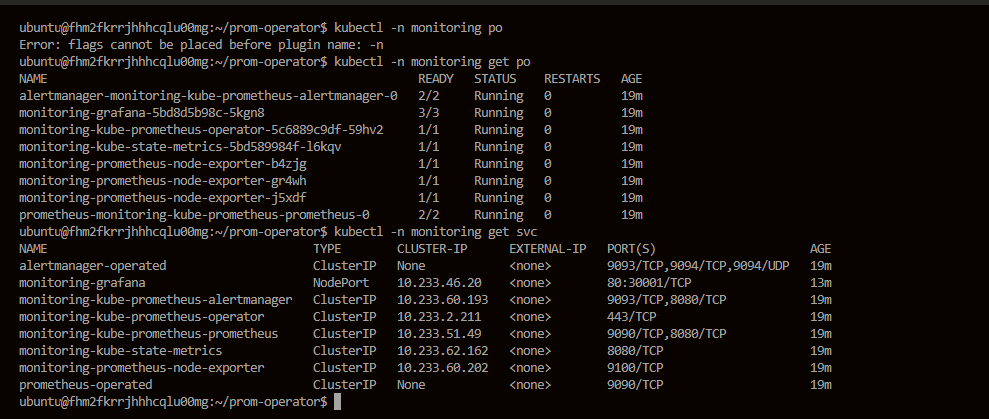 ubuntu@fhm2fkrrjhhhcqlu00mg:~/prom-operator$ kubectl -n monitoring po
Error: flags cannot be placed before plugin name: -n
ubuntu@fhm2fkrrjhhhcqlu00mg:~/prom-operator$ kubectl -n monitoring get po
NAME READY STATUS RESTARTS AGE
alertmanager-monitoring-kube-prometheus-alertmanager-0 2/2 Running 0 19m
monitoring-grafana-5bd8d5b98c-5kgn8 3/3 Running 0 19m
monitoring-kube-prometheus-operator-5c6889c9df-59hv2 1/1 Running 0 19m
monitoring-kube-state-metrics-5bd589984f-l6kqv 1/1 Running 0 19m
monitoring-prometheus-node-exporter-b4zjg 1/1 Running 0 19m
monitoring-prometheus-node-exporter-gr4wh 1/1 Running 0 19m
monitoring-prometheus-node-exporter-j5xdf 1/1 Running 0 19m
prometheus-monitoring-kube-prometheus-prometheus-0 2/2 Running 0 19m
ubuntu@fhm2fkrrjhhhcqlu00mg:~/prom-operator$ kubectl -n monitoring get svc
NAME TYPE CLUSTER-IP EXTERNAL-IP PORT(S) AGE
alertmanager-operated ClusterIP None <none> 9093/TCP,9094/TCP,9094/UDP 19m
monitoring-grafana NodePort 10.233.46.20 <none> 80:30001/TCP 13m
monitoring-kube-prometheus-alertmanager ClusterIP 10.233.60.193 <none> 9093/TCP,8080/TCP 19m
monitoring-kube-prometheus-operator ClusterIP 10.233.2.211 <none> 443/TCP 19m
monitoring-kube-prometheus-prometheus ClusterIP 10.233.51.49 <none> 9090/TCP,8080/TCP 19m
monitoring-kube-state-metrics ClusterIP 10.233.62.162 <none> 8080/TCP 19m
monitoring-prometheus-node-exporter ClusterIP 10.233.60.202 <none> 9100/TCP 19m
prometheus-operated ClusterIP None <none> 9090/TCP 19m
ubuntu@fhm2fkrrjhhhcqlu00mg:~/prom-operator$